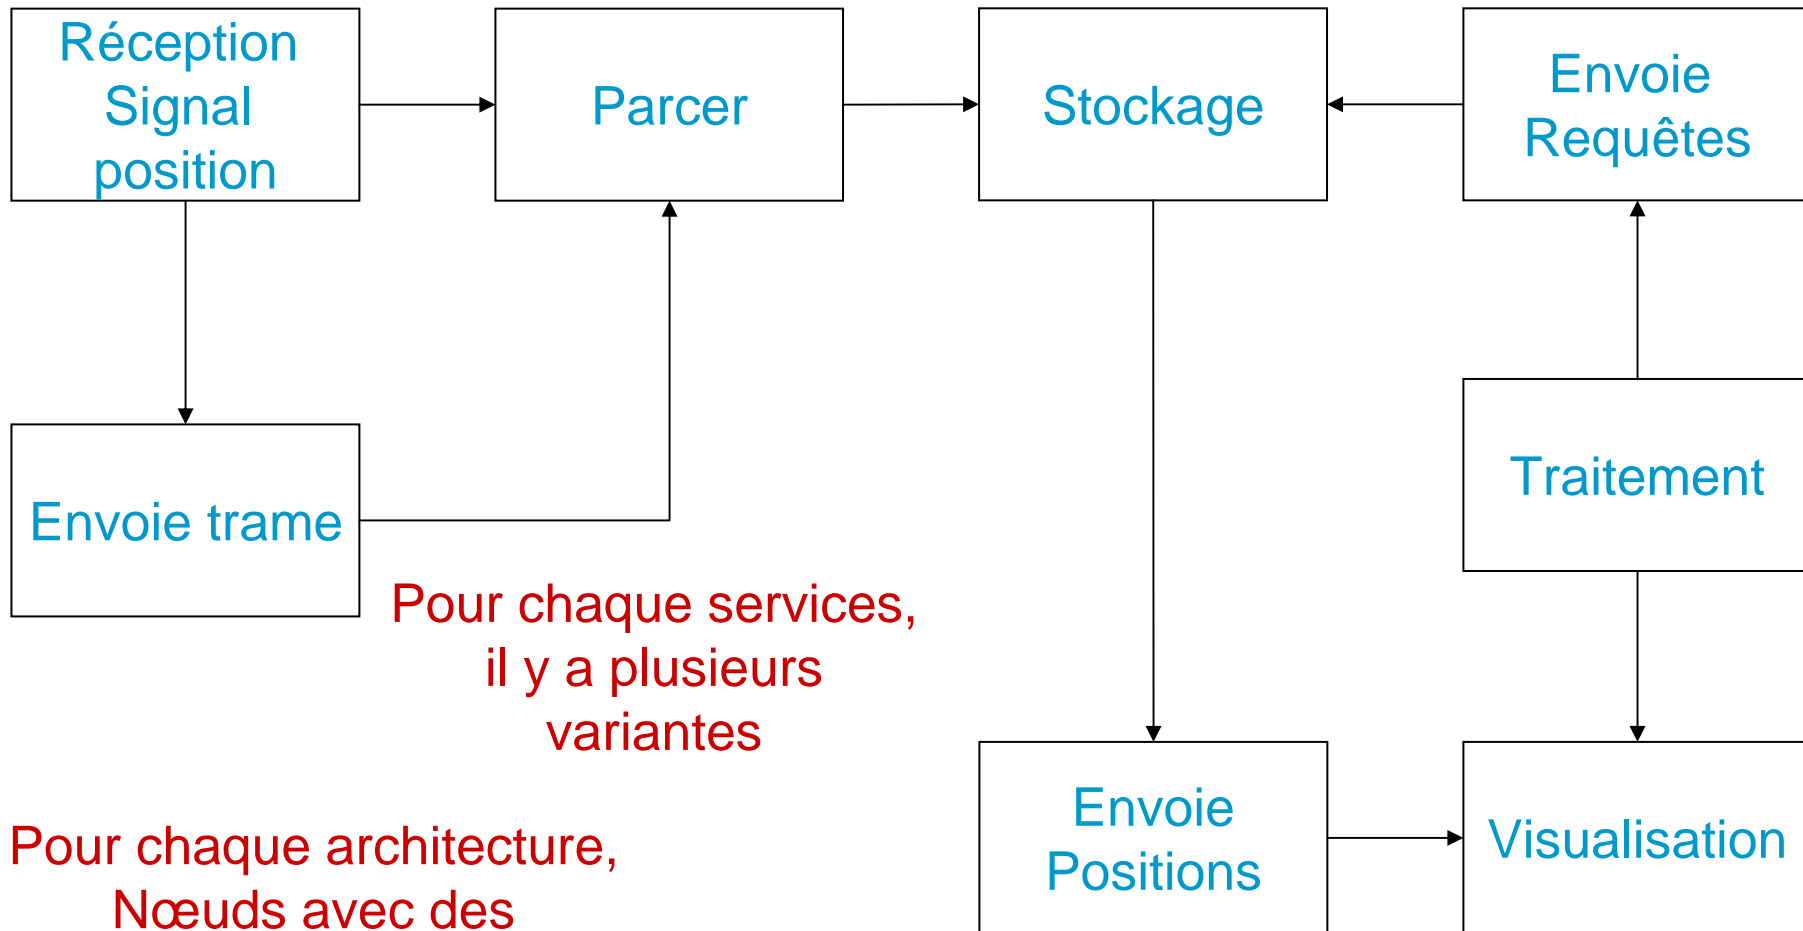 Réception
Signal
position
Parcer
Stockage
Envoie
Requêtes
Envoie trame
Traitement
Pour chaque services,
il y a plusieurs
variantes
Envoie
Positions
Visualisation
Pour chaque architecture,
Nœuds avec des